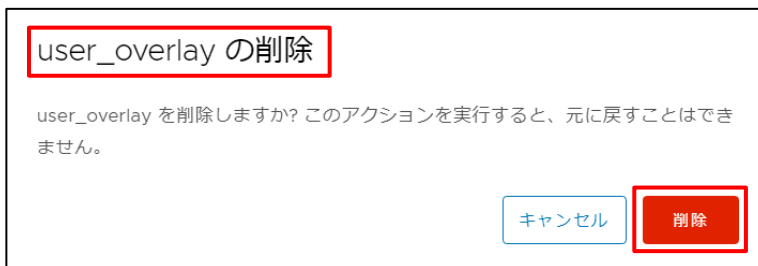 user_overlay の削除
user_overlay を削除しますか? このアクションを実行すると、元に戻すことはでき
ません。
キャンセル
削除